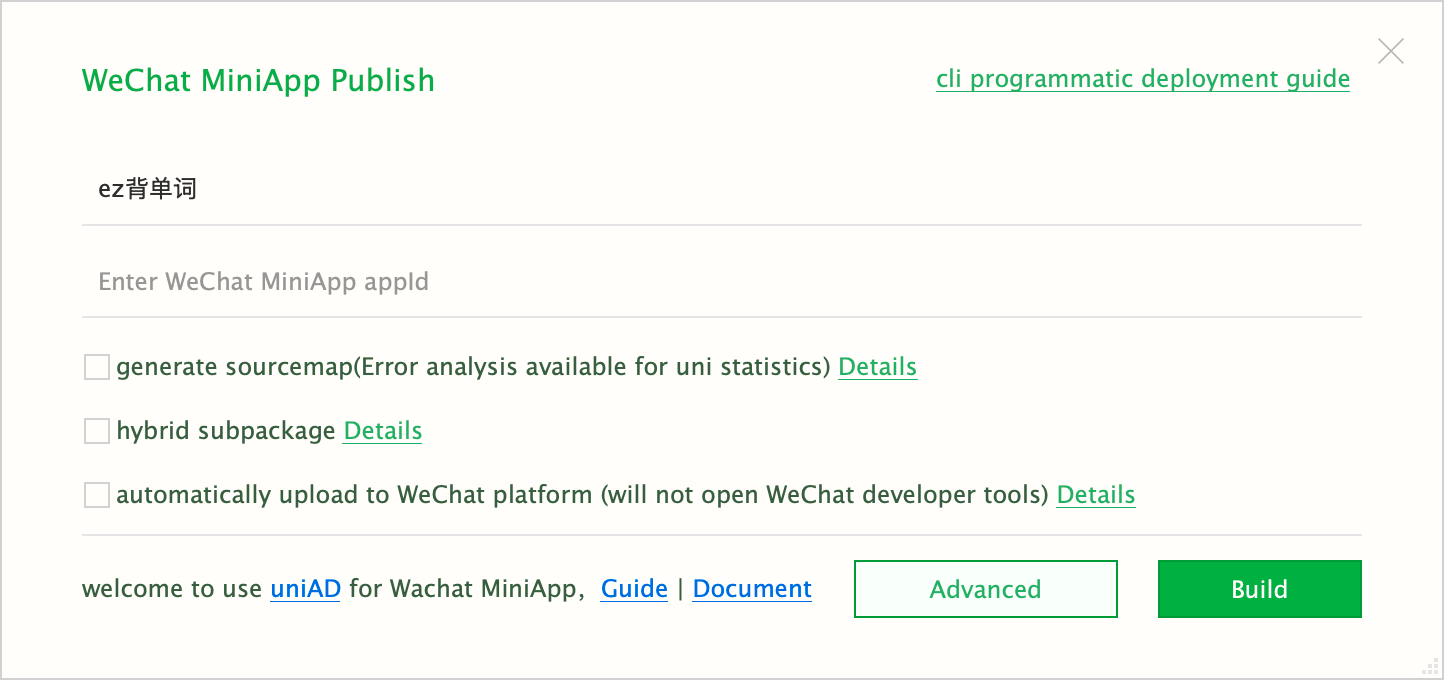 WeChat MiniApp Publish
cli programmatic deployment guide
ez背单词
Enter WeChat MiniApp appId
generate sourcemap(Error analysis available for uni statistics) Details
hybrid subpackage Details
automatically upload to WeChat platform (will not open WeChat developer tools) Details
welcome to use uniAD for Wachat MiniApp， Guide | Document
Advanced
Build